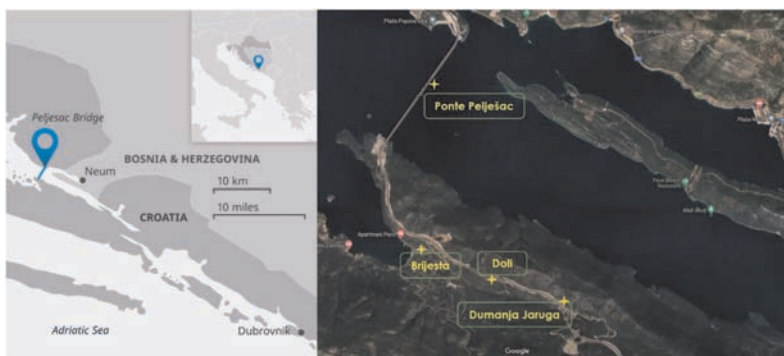 Peljesac Bridge
Neum
BOSNIA & HERZEGOVINA
10 km
10 miles
CROATIA
Adriatic Sea
Dubrovnik
Ponte Pelješac
Brijesta
Doli
Dumanja Jaruga
Google